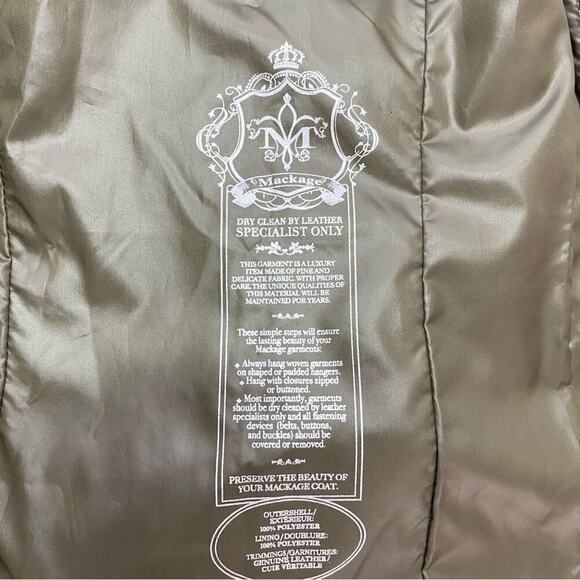 M
Mackage
DRY CLEAN BY LEATHER
SPECIALIST ONLY
THIS GARMENT IS A LUXURY
ITEM MADE OF FINE AND
DELICATE FABRIC. WITH PROPER
CARE, THE UNIQUE QUALITIES OF
THIS MATERIAL WILL BE
MAINTAINED FOR YEARS.
These simple steps will ensure
the lasting beauty of your
Mackage garments:
Always hang woven garments
on shaped or padded hangers.
Hang with closures zipped
or buttoned.
Most importantly, garments
should be dry cleaned by leather
specialists only and all fastening
devices (belts, buttons,
and buckles) should be
covered or removed.
PRESERVE THE BEAUTY OF
YOUR MACKAGE COAT.
OUTERSHELL/
EXTÉRIEUR:
100% POLYESTER
LINING/DOUBLURE:
100% POLYESTER
TRIMMINGS/GARNITURES:
GENUINE LEATHER/
CUIR VÉRITABLE